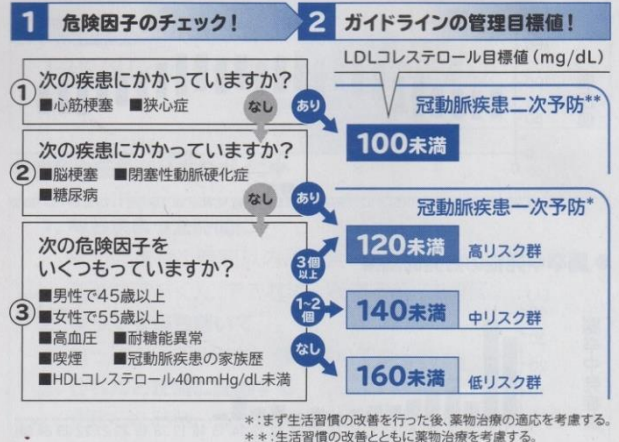 1 危険因子のチェック！
2 ガイドラインの管理目標値！
LDLコレステロール目標値(mg/dL)
① 次の疾患にかかっていますか？
■心筋梗塞 ■狭心症
なし
あり
冠動脈疾患二次予防**
100未満
② 次の疾患にかかっていますか？
■脳梗塞 ■閉塞性動脈硬化症
■糖尿病
なし
あり
冠動脈疾患一次予防*
120未満 高リスク群
③ 次の危険因子を
いくつもっていますか？
■男性で45歳以上
■女性で55歳以上
■高血圧 ■耐糖能異常
■喫煙 ■冠動脈疾患の家族歴
■HDLコレステロール40mmHg/dL未満
3個
以上
1~2
個
140未満 中リスク群
なし
160未満 低リスク群
*:まず生活習慣の改善を行った後、薬物治療の適応を考慮する。
**:生活習慣の改善とともに薬物治療を考慮する。